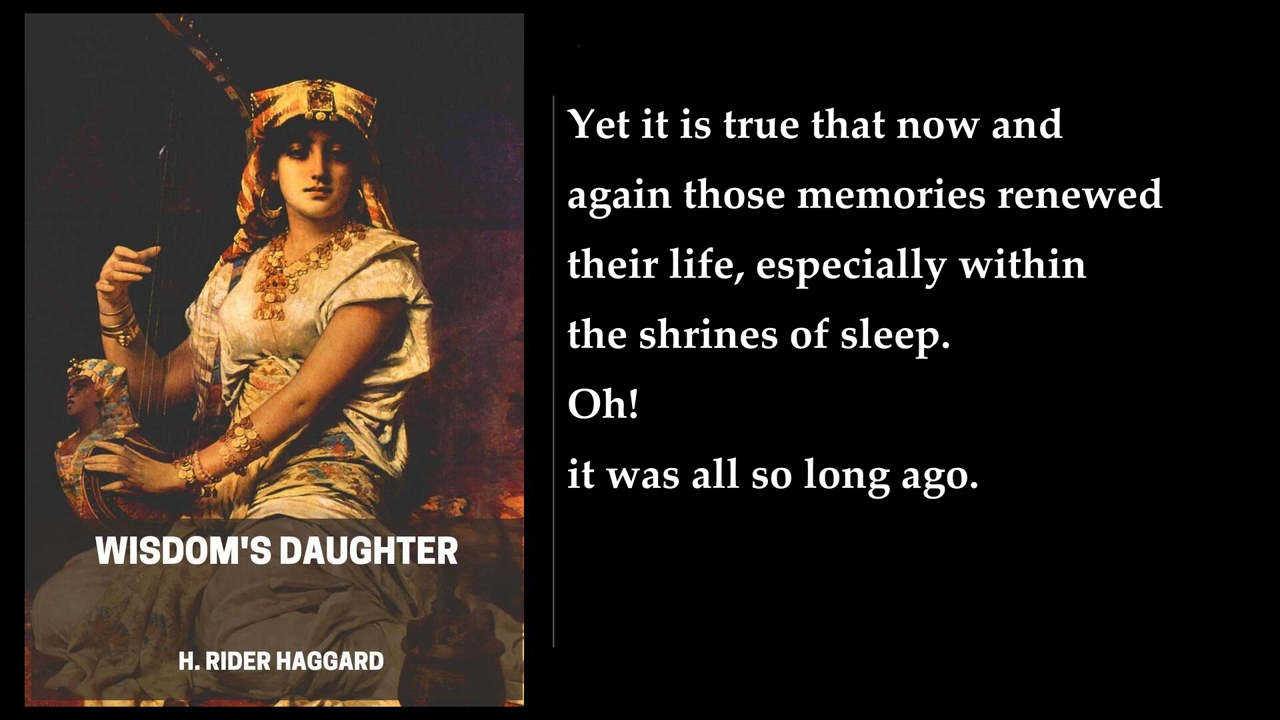 WISDOM'S DAUGHTER
H. RIDER HAGGARD
Yet it is true that now and
again those memories renewed
their life, especially within
the shrines of sleep.
Oh!
it was all so long ago.